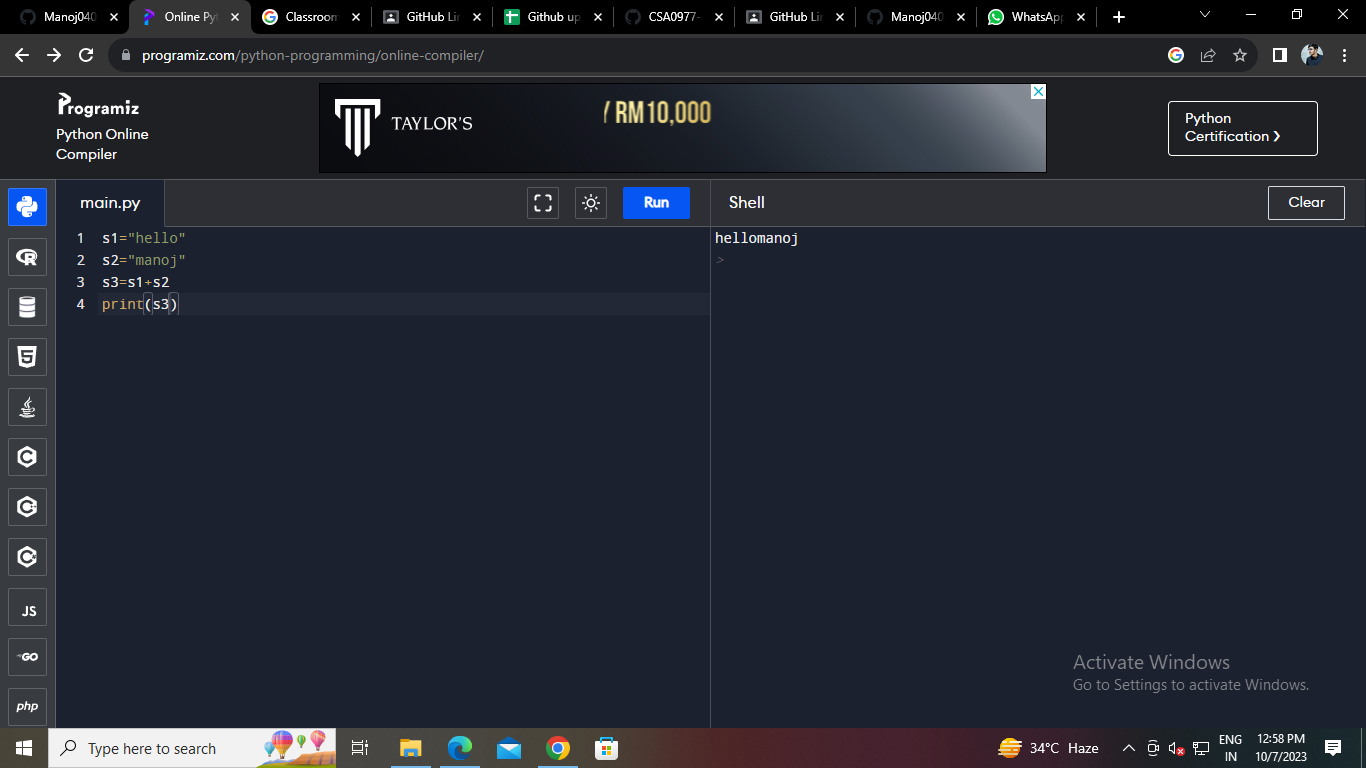 Manoj040
Online Py
Classroom
GitHub Lin
Github up
CSA0977-
GitHub Lin
Manoj040
WhatsApp
programiz.com/python-programming/online-compiler/
Programiz
Python Online
Compiler
TAYLOR'S
RM10,000
Python
Certification ❯
main.py
Run
Shell
Clear
1 s1="hello"
2 s2="manoj"
3 s3=s1+s2
4 print(s3)
hellomanoj
>
JS
GO
php
Activate Windows
Go to Settings to activate Windows.
Type here to search
34°C Haze
ENG
IN
12:58 PM
10/7/2023